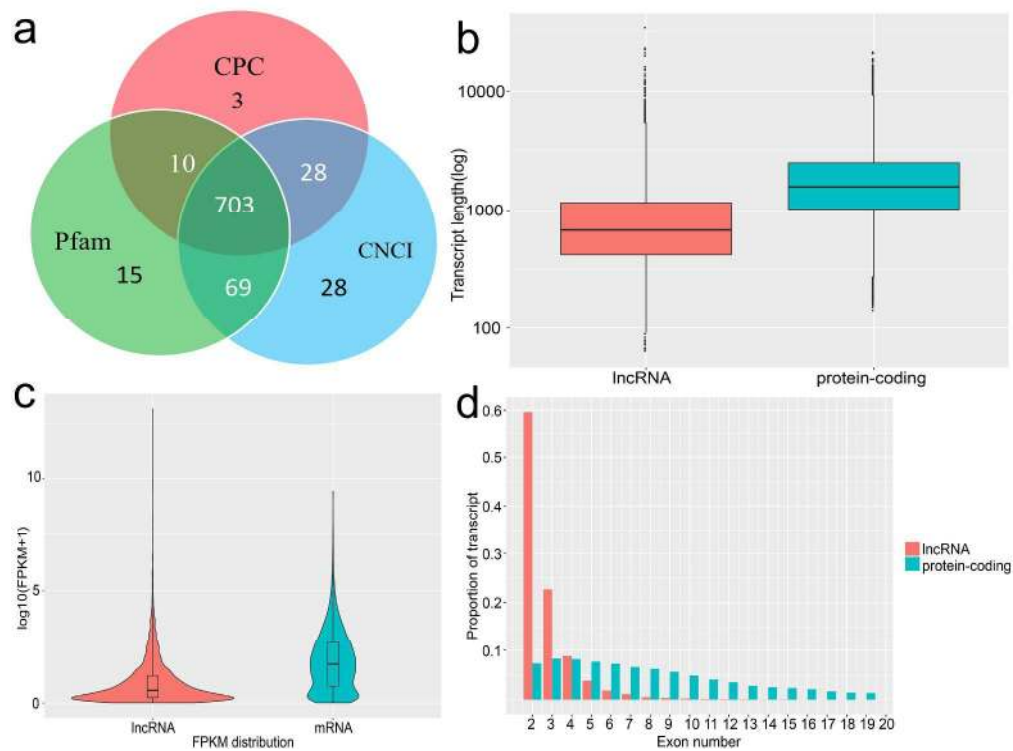 a
CPC
3
10
28
703
Pfam
15
CNCI
28
69
b
Transcript length(log)
10000
1000
100
lncRNA
protein-coding
c
log10(FPKM+1)
10
5
0
lncRNA
mRNA
FPKM distribution
d
Proportion of transcript
0.6
0.5
0.4
0.3
0.2
0.1
2 3 4 5 6 7 8 9 10 11 12 13 14 15 16 17 18 19 20
Exon number
lncRNA
protein-coding